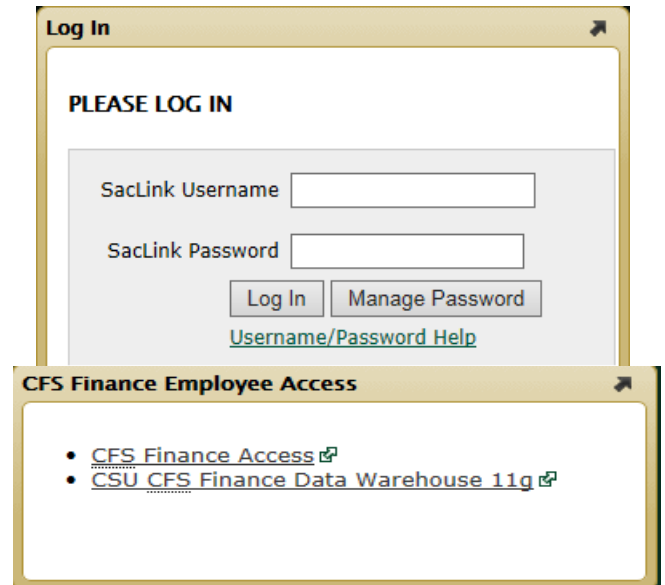 Log In
PLEASE LOG IN
SacLink Username
SacLink Password
Log In Manage Password
Username/Password Help
CFS Finance Employee Access
• CFS Finance Access
• CSU CFS Finance Data Warehouse 11g